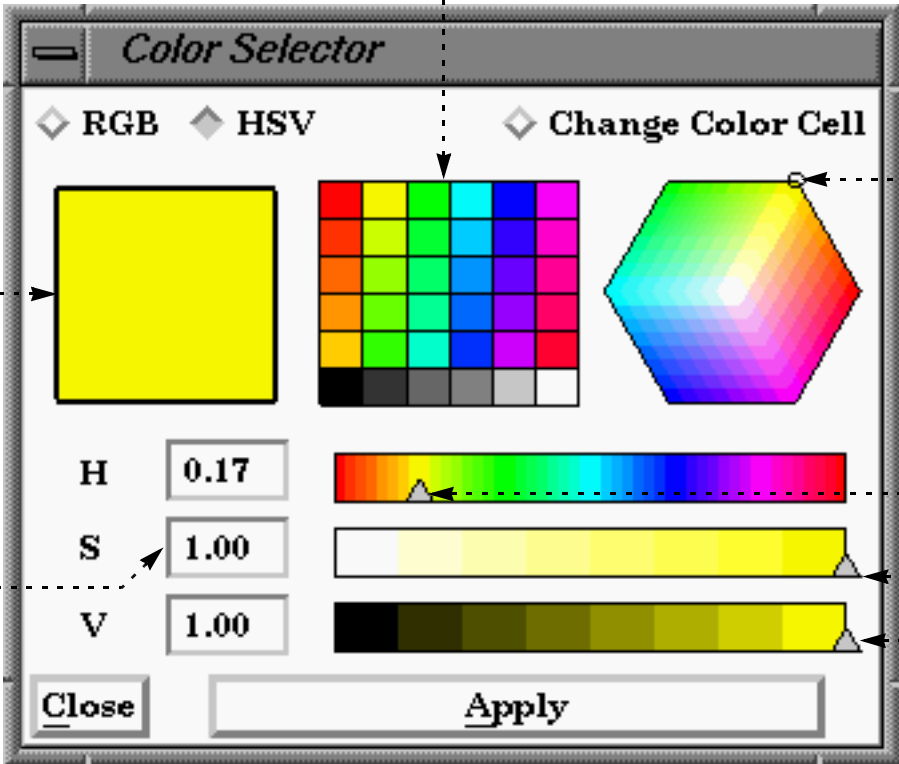 Color Selector
RGB HSV Change Color Cell
H 0.17
S 1.00
V 1.00
Close Apply